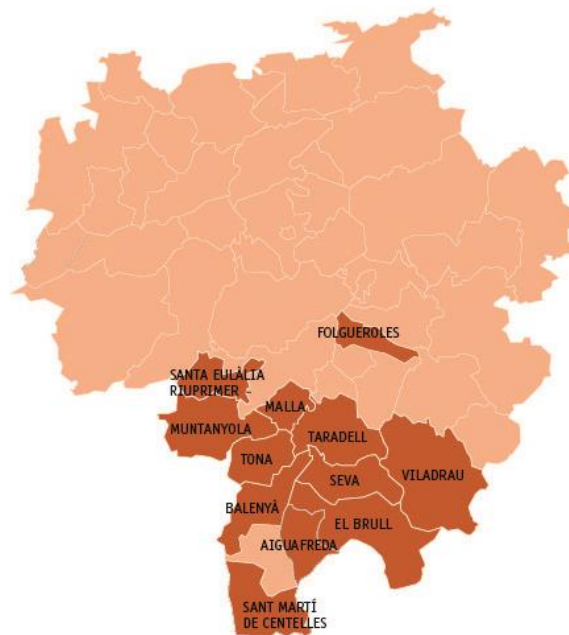 FOLGUEROLES
SANTA EULÀLIA
RIUPRIMER -
MALLA
MUNTANYOLA
TARADELL
TONA
VILADRAU
SEVA
BALENYÀ
EL BRULL
AIGUAFREDA
SANT MARTÍ
DE CENTELLES